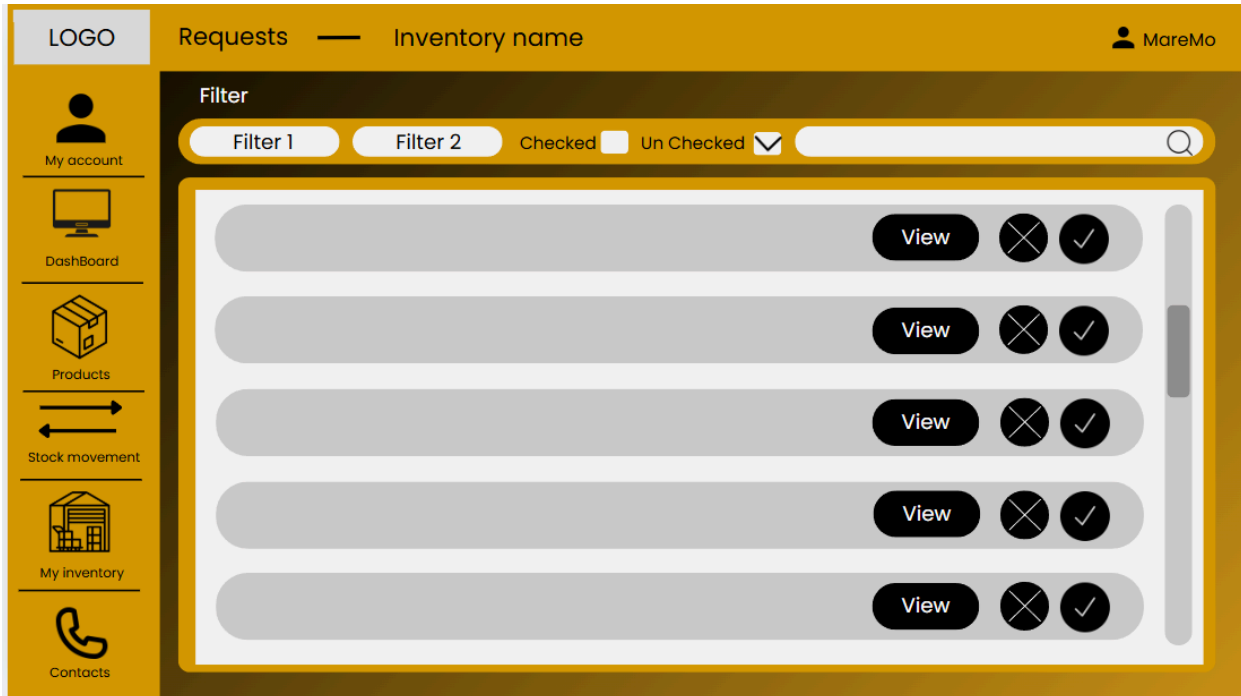 LOGO
Requests — Inventory name
MareMo
My account
DashBoard
Products
Stock movement
My inventory
Contacts
Filter
Filter 1 Filter 2 Checked Un Checked
View
View
View
View
View